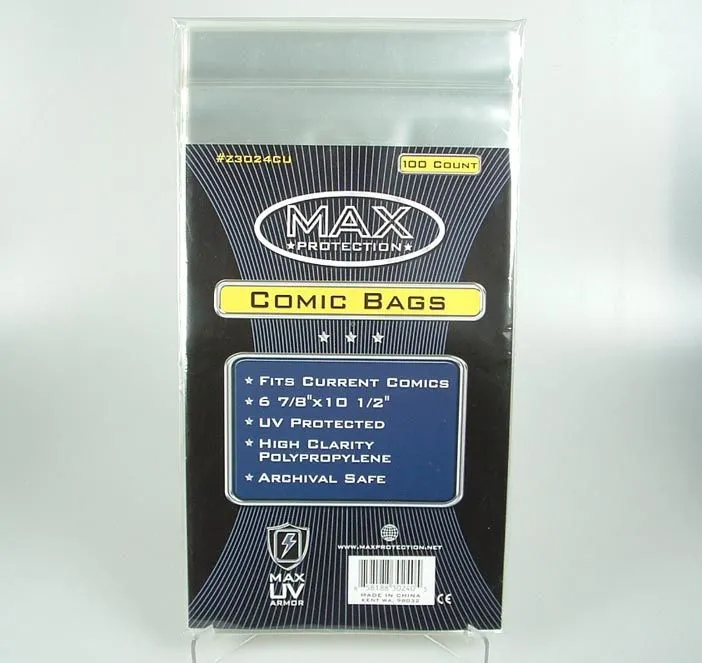 #Z3024CU
100 COUNT
MAX
★PROTECTION★
COMIC BAGS
★ FITS CURRENT COMICS
★ 6 7/8"x10 1/2"
★ UV PROTECTED
★ HIGH CLARITY
POLYPROPYLENE
★ ARCHIVAL SAFE
WWW.MAXPROTECTION.NET
MAX
UV
ARMOR
MADE IN CHINA
KENT WA, 98032
CE